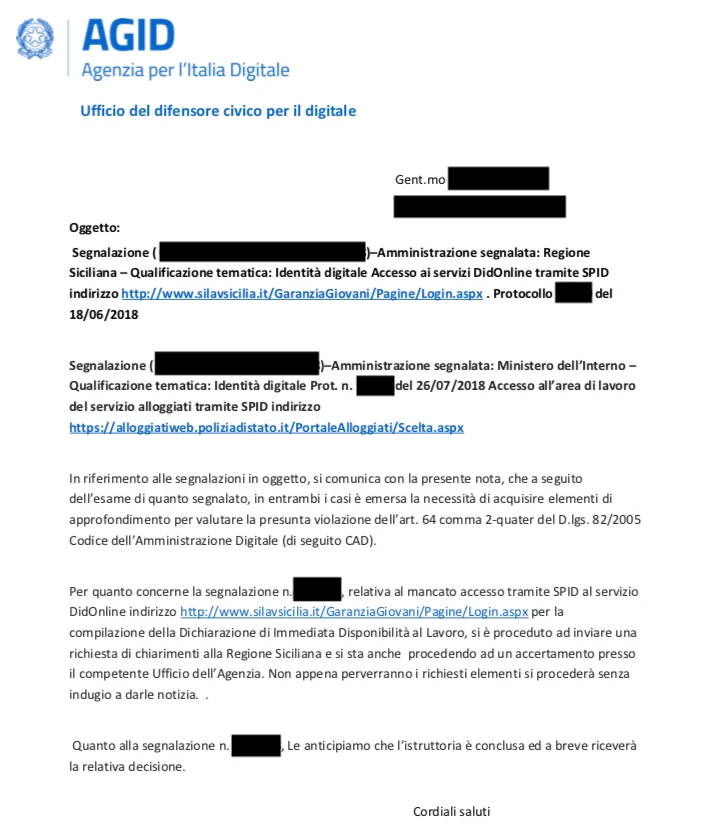 AGID
Agenzia per l'Italia Digitale
Ufficio del difensore civico per il digitale
Gent.mo
Oggetto:
Segnalazione ( )–Amministrazione segnalata: Regione
Siciliana – Qualificazione tematica: Identità digitale Accesso ai servizi DidOnline tramite SPID
indirizzo http://www.silavsicilia.it/GaranziaGiovani/Pagine/Login.aspx . Protocollo del
18/06/2018
Segnalazione ( )–Amministrazione segnalata: Ministero dell'Interno –
Qualificazione tematica: Identità digitale Prot. n. del 26/07/2018 Accesso all'area di lavoro
del servizio alloggiati tramite SPID indirizzo
https://alloggiatiweb.poliziadistato.it/PortaleAlloggiati/Scelta.aspx
In riferimento alle segnalazioni in oggetto, si comunica con la presente nota, che a seguito
dell'esame di quanto segnalato, in entrambi i casi è emersa la necessità di acquisire elementi di
approfondimento per valutare la presunta violazione dell'art. 64 comma 2-quater del D.lgs. 82/2005
Codice dell'Amministrazione Digitale (di seguito CAD).
Per quanto concerne la segnalazione n. , relativa al mancato accesso tramite SPID al servizio
DidOnline indirizzo http://www.silavsicilia.it/GaranziaGiovani/Pagine/Login.aspx per la
compilazione della Dichiarazione di Immediata Disponibilità al Lavoro, si è proceduto ad inviare una
richiesta di chiarimenti alla Regione Siciliana e si sta anche procedendo ad un accertamento presso
il competente Ufficio dell'Agenzia. Non appena perverranno i richiesti elementi si procederà senza
indugio a darle notizia. .
Quanto alla segnalazione n. , Le anticipiamo che l'istruttoria è conclusa ed a breve riceverà
la relativa decisione.
Cordiali saluti